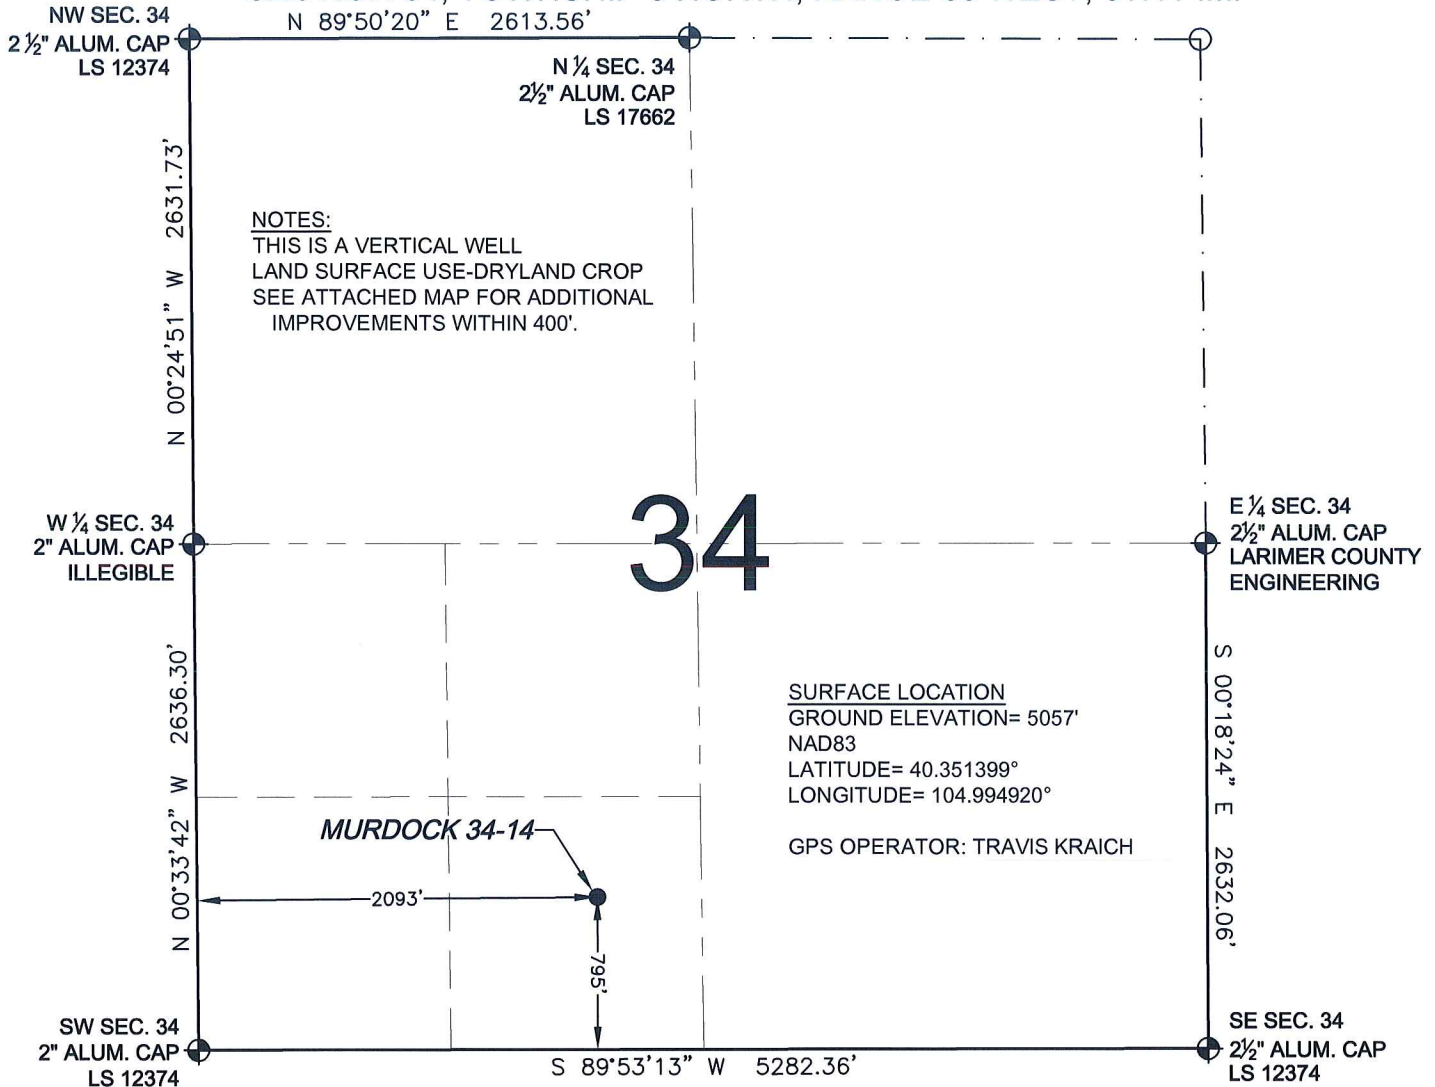 N 89°50'20" E 2613.56'
NW SEC. 34
2 ½" ALUM. CAP
LS 12374
N ¼ SEC. 34
2½" ALUM. CAP
LS 17662
N 00°24'51" W 2631.73'
NOTES:
THIS IS A VERTICAL WELL
LAND SURFACE USE-DRYLAND CROP
SEE ATTACHED MAP FOR ADDITIONAL
IMPROVEMENTS WITHIN 400'.
34
W ¼ SEC. 34
2" ALUM. CAP
ILLEGIBLE
E ¼ SEC. 34
2½" ALUM. CAP
LARIMER COUNTY
ENGINEERING
N 00°33'42" W 2636.30'
S 00°18'24" E 2632.06'
SURFACE LOCATION
GROUND ELEVATION= 5057'
NAD83
LATITUDE= 40.351399°
LONGITUDE= 104.994920°
GPS OPERATOR: TRAVIS KRAICH
MURDOCK 34-14
2093'
795'
SW SEC. 34
2" ALUM. CAP
LS 12374
S 89°53'13" W 5282.36'
SE SEC. 34
2½" ALUM. CAP
LS 12374